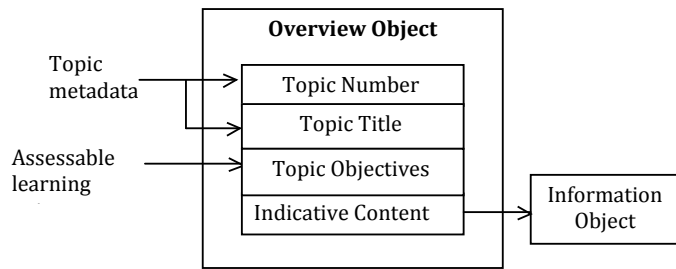 Overview Object
Topic
metadata
Topic Number
Topic Title
Assessable
learning
Topic Objectives
Indicative Content
Information
Object